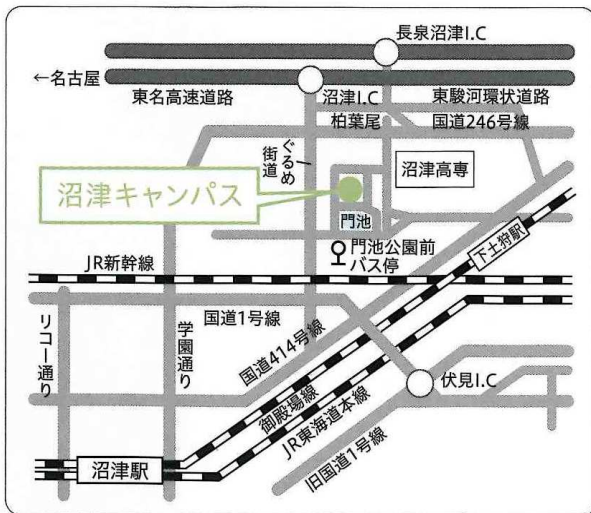 長泉沼津I.C
←名古屋
東名高速道路
沼津I.C
東駿河環状道路
柏葉尾
国道246号線
ぐるめ
街道
沼津高専
沼津キャンパス
門池
門池公園前
バス停
下土狩駅
JR新幹線
国道1号線
リコー通り
学園通り
国道414号線
御殿場線
JR東海道本線
伏見I.C
旧国道1号線
沼津駅